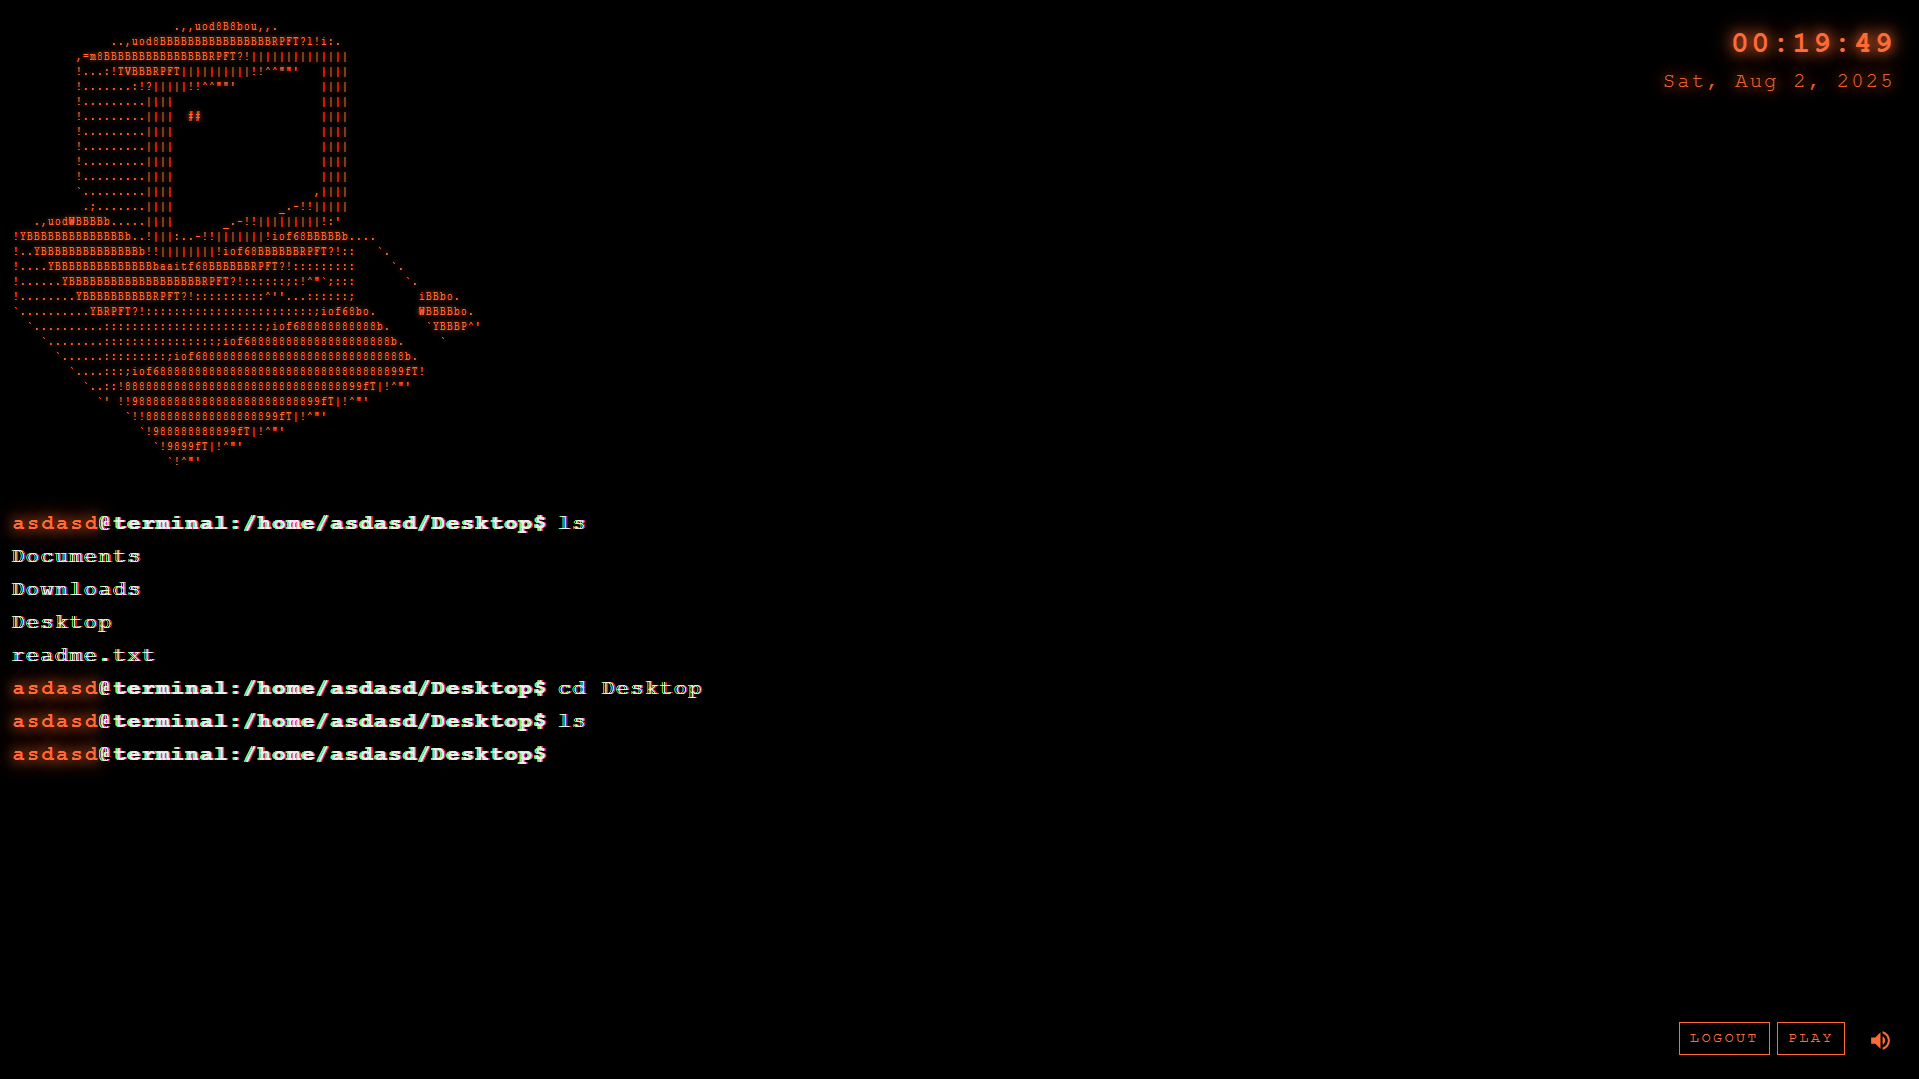 00:19:49
Sat, Aug 2, 2025
asdasd@terminal:/home/asdasd/Desktop$ ls
Documents
Downloads
Desktop
readme.txt
asdasd@terminal:/home/asdasd/Desktop$ cd Desktop
asdasd@terminal:/home/asdasd/Desktop$ ls
asdasd@terminal:/home/asdasd/Desktop$
LOGOUT PLAY